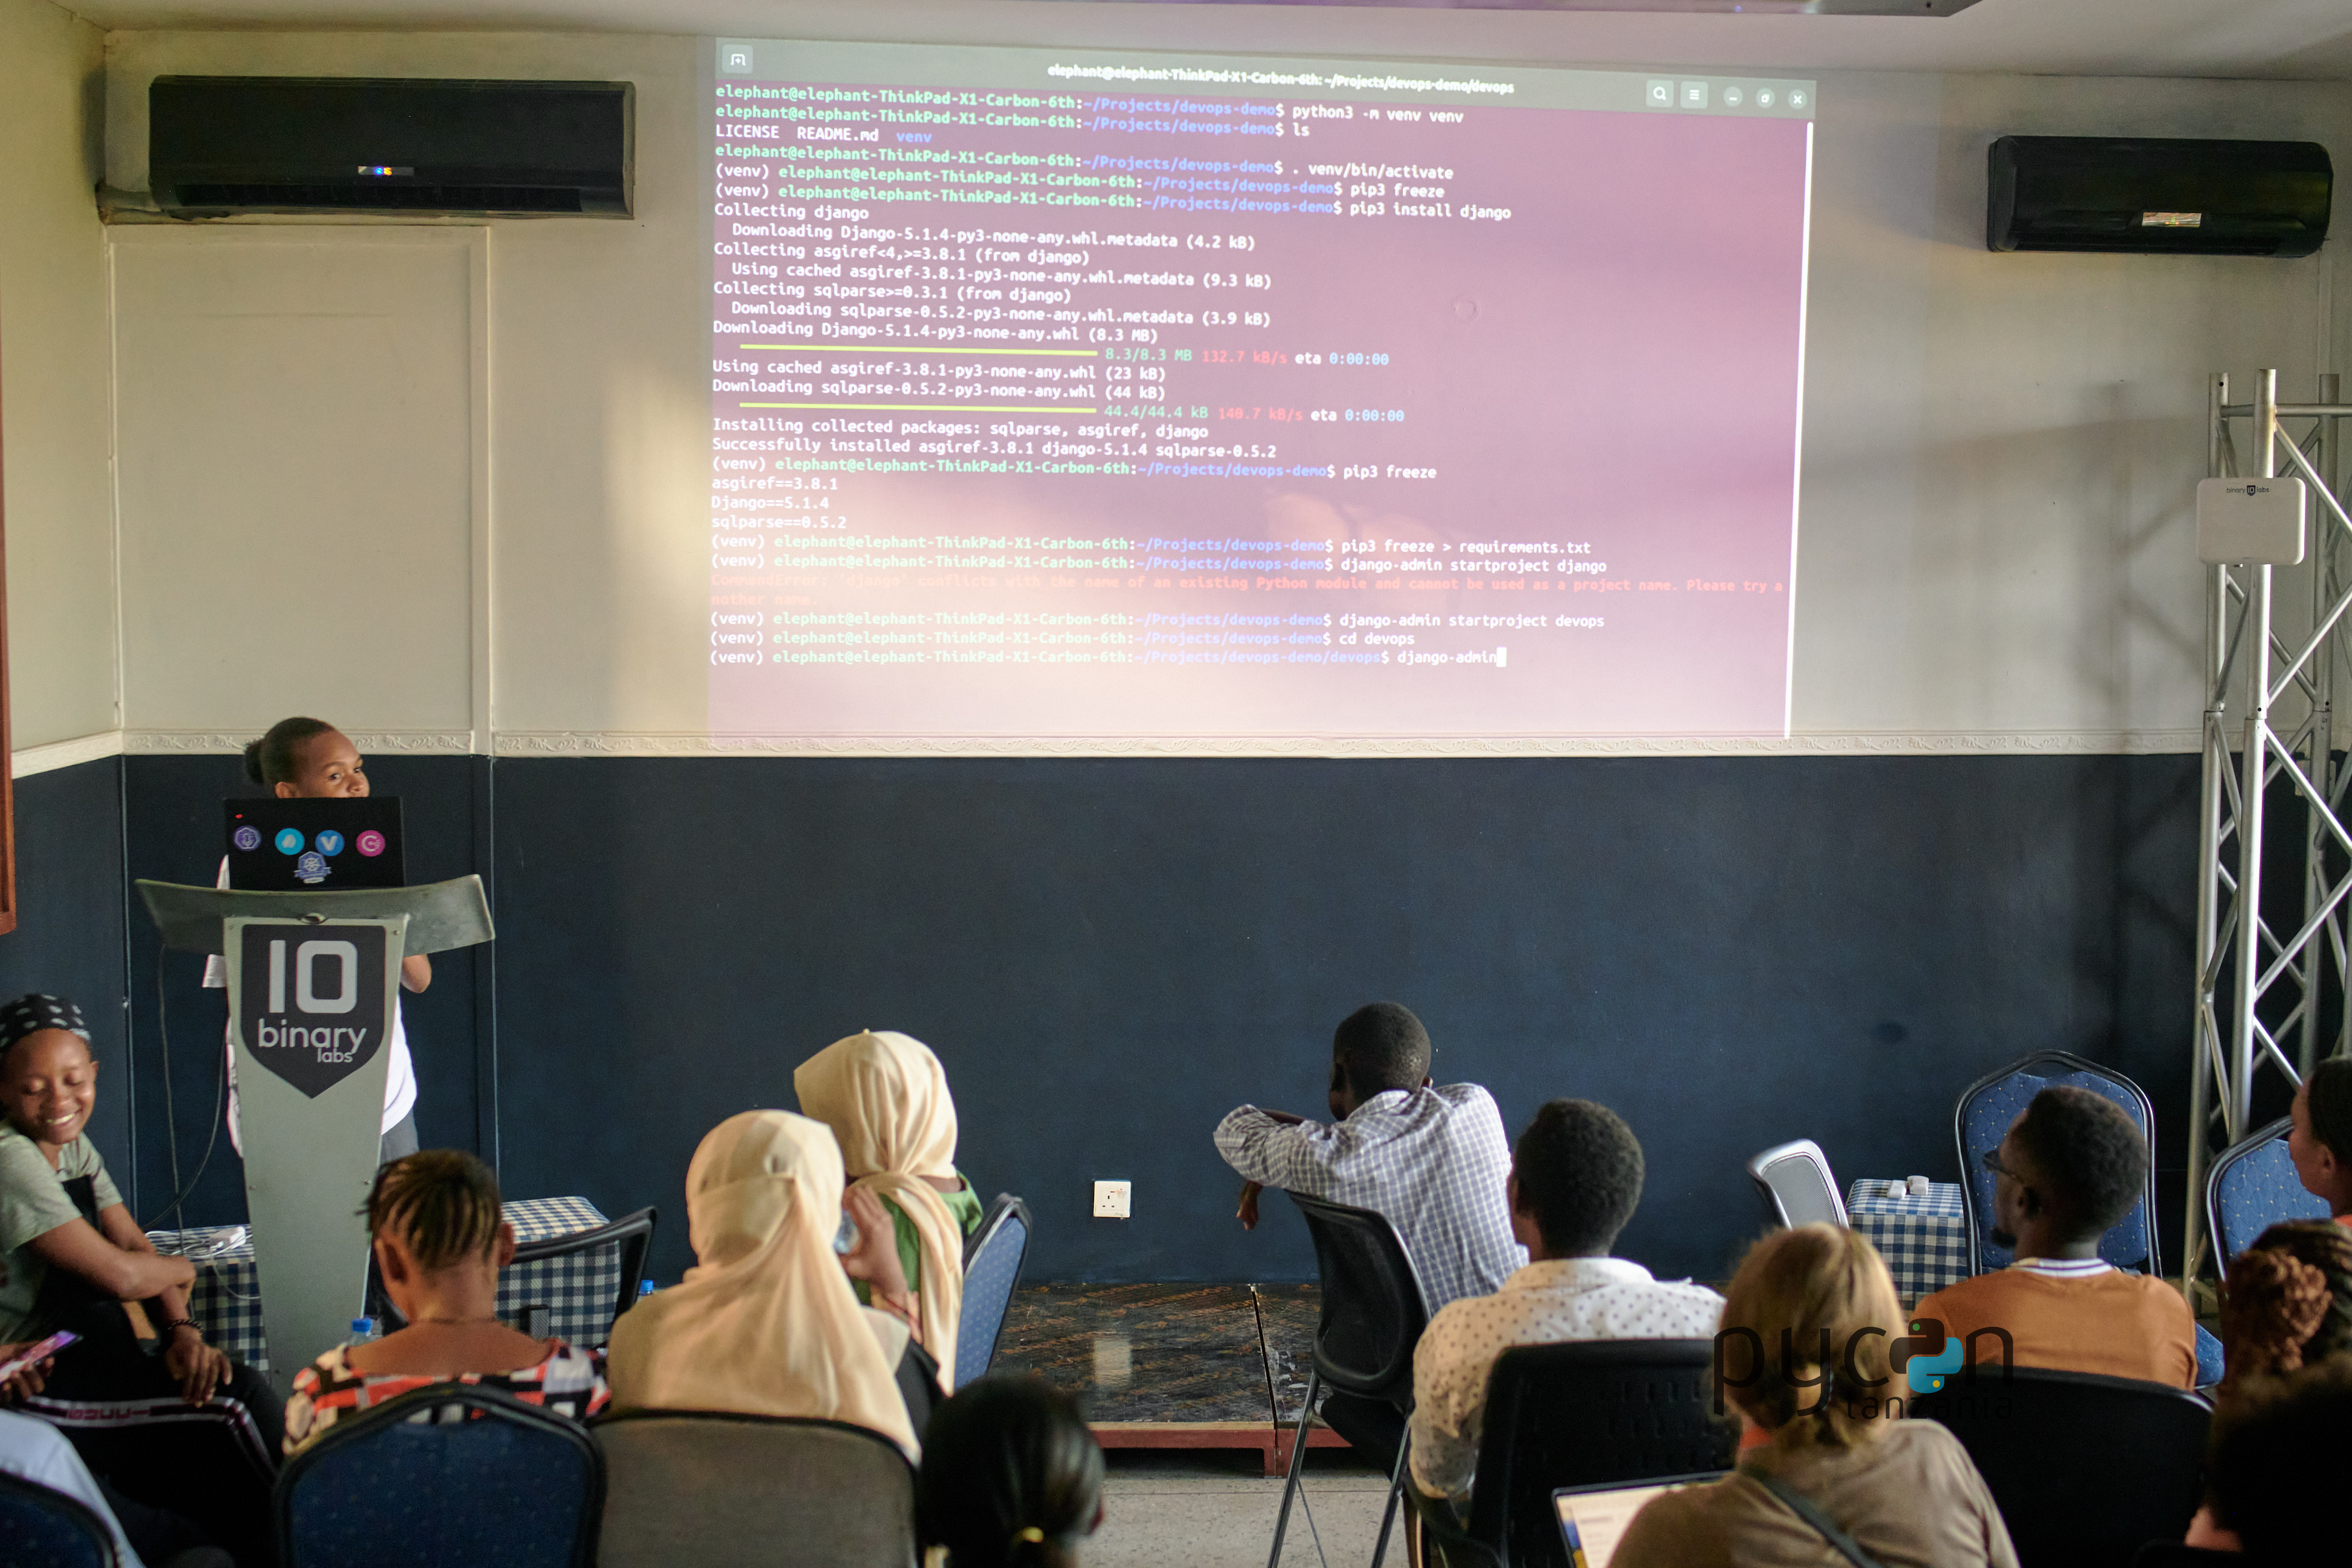 elephant@elephant-ThinkPad-X1-Carbon-6th: ~/Projects/devops-demo/devops
elephant@elephant-ThinkPad-X1-Carbon-6th:~/Projects/devops-demo$ python3 -m venv venv
elephant@elephant-ThinkPad-X1-Carbon-6th:~/Projects/devops-demo$ ls
LICENSE README.md venv
elephant@elephant-ThinkPad-X1-Carbon-6th:~/Projects/devops-demo$ . venv/bin/activate
(venv) elephant@elephant-ThinkPad-X1-Carbon-6th:~/Projects/devops-demo$ pip3 freeze
(venv) elephant@elephant-ThinkPad-X1-Carbon-6th:~/Projects/devops-demo$ pip3 install django
Collecting django
Downloading Django-5.1.4-py3-none-any.whl.metadata (4.2 kB)
Collecting asgiref<4,>=3.8.1 (from django)
Using cached asgiref-3.8.1-py3-none-any.whl.metadata (9.3 kB)
Collecting sqlparse>=0.3.1 (from django)
Downloading sqlparse-0.5.2-py3-none-any.whl.metadata (3.9 kB)
Downloading Django-5.1.4-py3-none-any.whl (8.3 MB)
8.3/8.3 MB 132.7 kB/s eta 0:00:00
Using cached asgiref-3.8.1-py3-none-any.whl (23 kB)
Downloading sqlparse-0.5.2-py3-none-any.whl (44 kB)
44.4/44.4 kB 140.7 kB/s eta 0:00:00
Installing collected packages: sqlparse, asgiref, django
Successfully installed asgiref-3.8.1 django-5.1.4 sqlparse-0.5.2
(venv) elephant@elephant-ThinkPad-X1-Carbon-6th:~/Projects/devops-demo$ pip3 freeze
asgiref==3.8.1
Django==5.1.4
sqlparse==0.5.2
(venv) elephant@elephant-ThinkPad-X1-Carbon-6th:~/Projects/devops-demo$ pip3 freeze > requirements.txt
(venv) elephant@elephant-ThinkPad-X1-Carbon-6th:~/Projects/devops-demo$ django-admin startproject django
CommandError: 'django' conflicts with the name of an existing Python module and cannot be used as a project name. Please try a
nother name.
(venv) elephant@elephant-ThinkPad-X1-Carbon-6th:~/Projects/devops-demo$ django-admin startproject devops
(venv) elephant@elephant-ThinkPad-X1-Carbon-6th:~/Projects/devops-demo$ cd devops
(venv) elephant@elephant-ThinkPad-X1-Carbon-6th:~/Projects/devops-demo/devops$ django-admin
binary IO labs
IO
binary
labs
pycon
tanzania